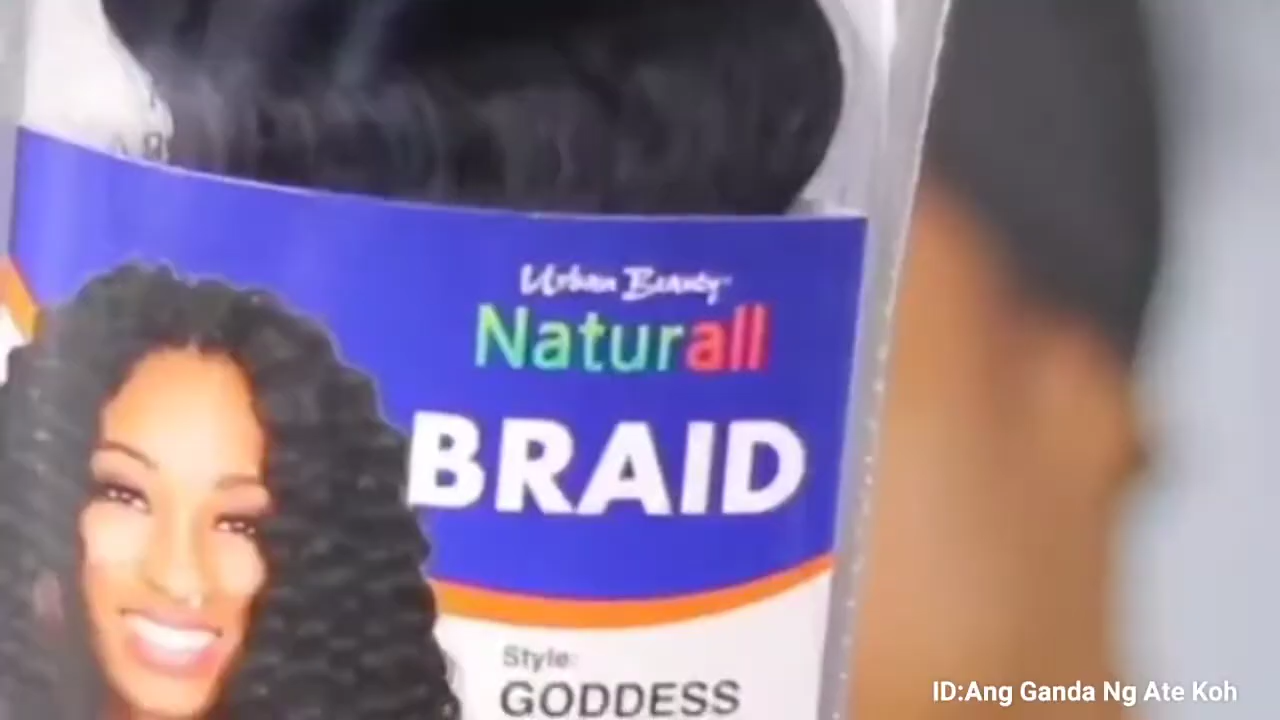 Urban Beauty
Naturall
BRAID
Style:
GODDESS
ID:Ang Ganda Ng Ate Koh